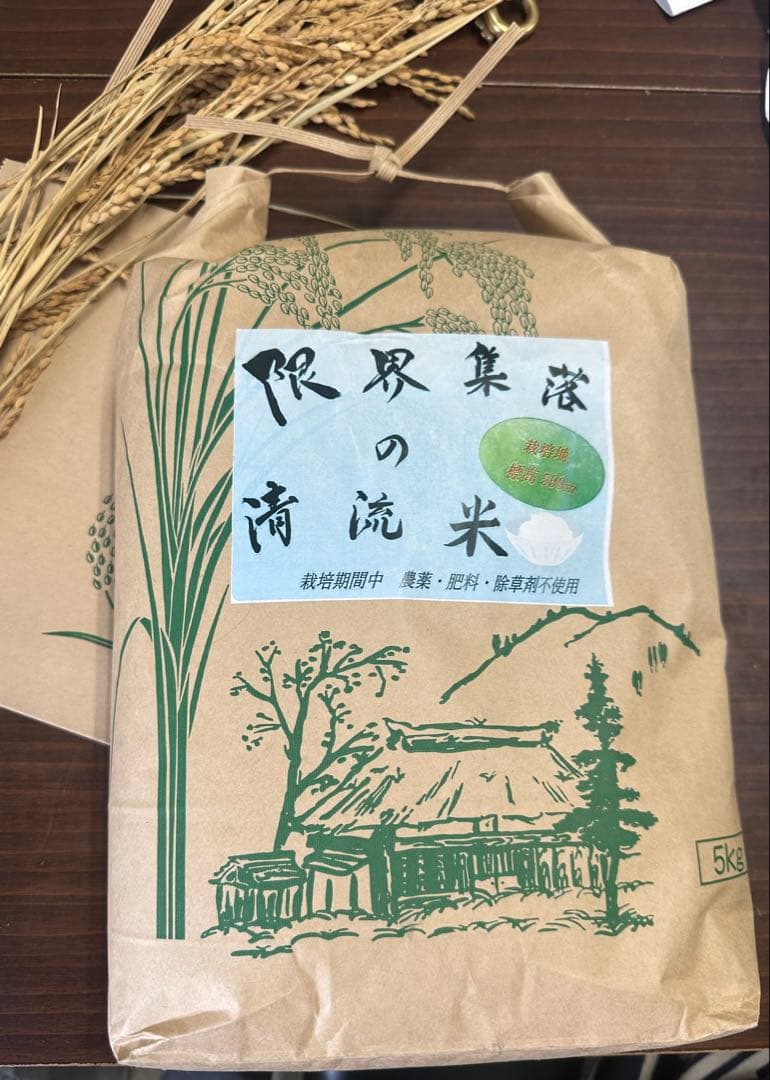 限界集落
の
清流米
栽培地
標高
栽培期間中 農薬・肥料・除草剤不使用
5kg